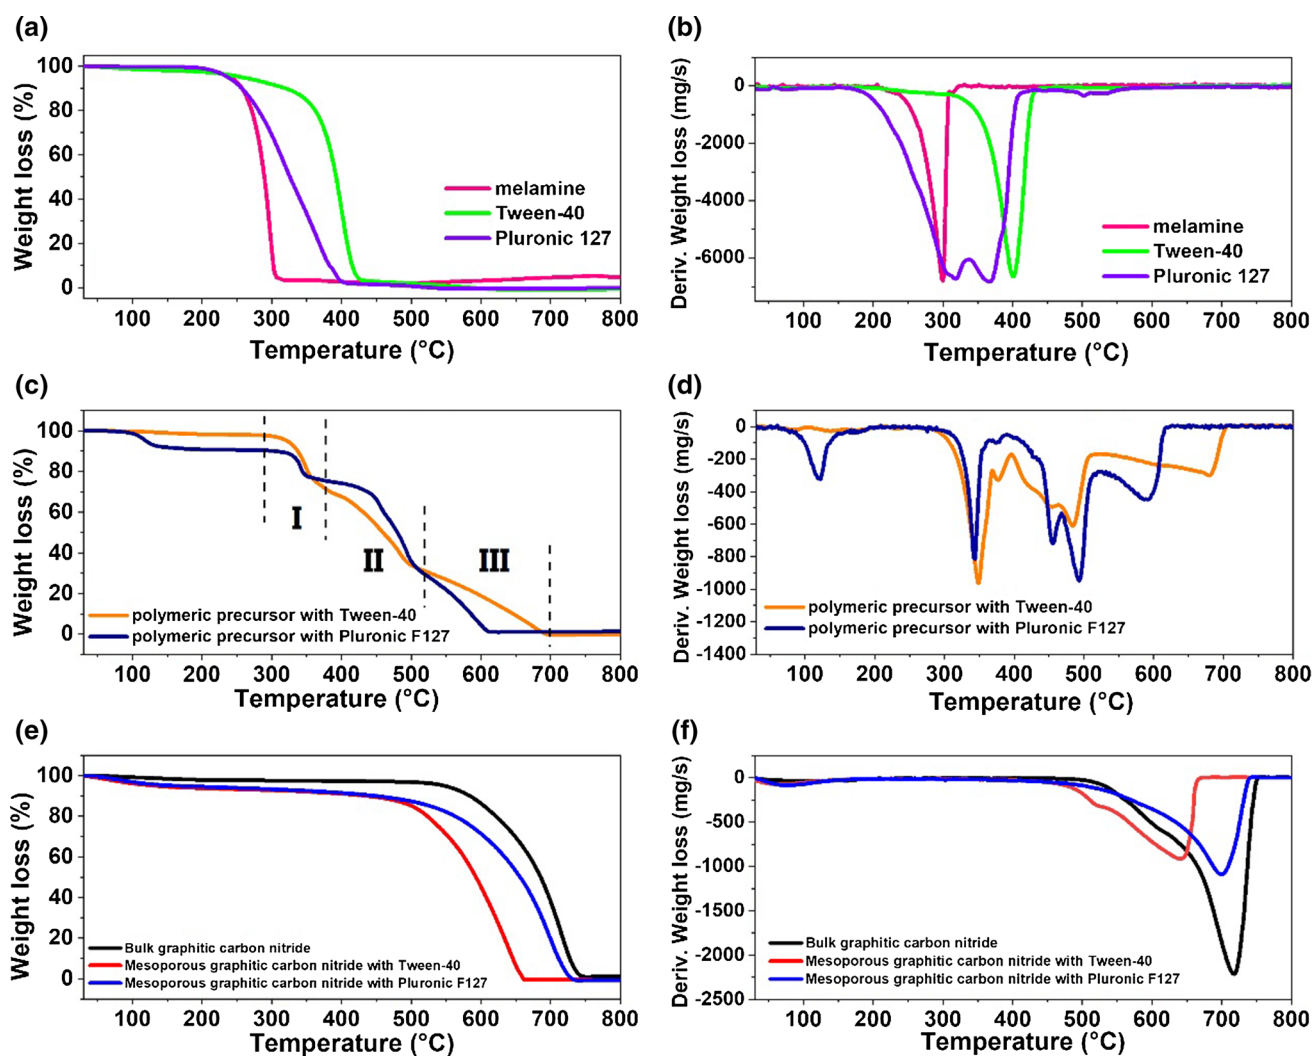 (a)
Weight loss (%)
100
80
60
40
20
0
melamine
Tween-40
Pluronic 127
100 200 300 400 500 600 700 800
Temperature (°C)
(b)
Deriv. Weight loss (mg/s)
0
-2000
-4000
-6000
melamine
Tween-40
Pluronic 127
100 200 300 400 500 600 700 800
Temperature (°C)
(c)
Weight loss (%)
100
80
60
40
20
0
I
II
III
polymeric precursor with Tween-40
polymeric precursor with Pluronic F127
100 200 300 400 500 600 700 800
Temperature (°C)
(d)
Deriv. Weight loss (mg/s)
0
-200
-400
-600
-800
-1000
-1200
-1400
polymeric precursor with Tween-40
polymeric precursor with Pluronic F127
100 200 300 400 500 600 700 800
Temperature (°C)
(e)
Weight loss (%)
100
80
60
40
20
0
Bulk graphitic carbon nitride
Mesoporous graphitic carbon nitride with Tween-40
Mesoporous graphitic carbon nitride with Pluronic F127
100 200 300 400 500 600 700 800
Temperature (°C)
(f)
Deriv. Weight loss (mg/s)
0
-500
-1000
-1500
-2000
-2500
Bulk graphitic carbon nitride
Mesoporous graphitic carbon nitride with Tween-40
Mesoporous graphitic carbon nitride with Pluronic F127
100 200 300 400 500 600 700 800
Temperature (°C)